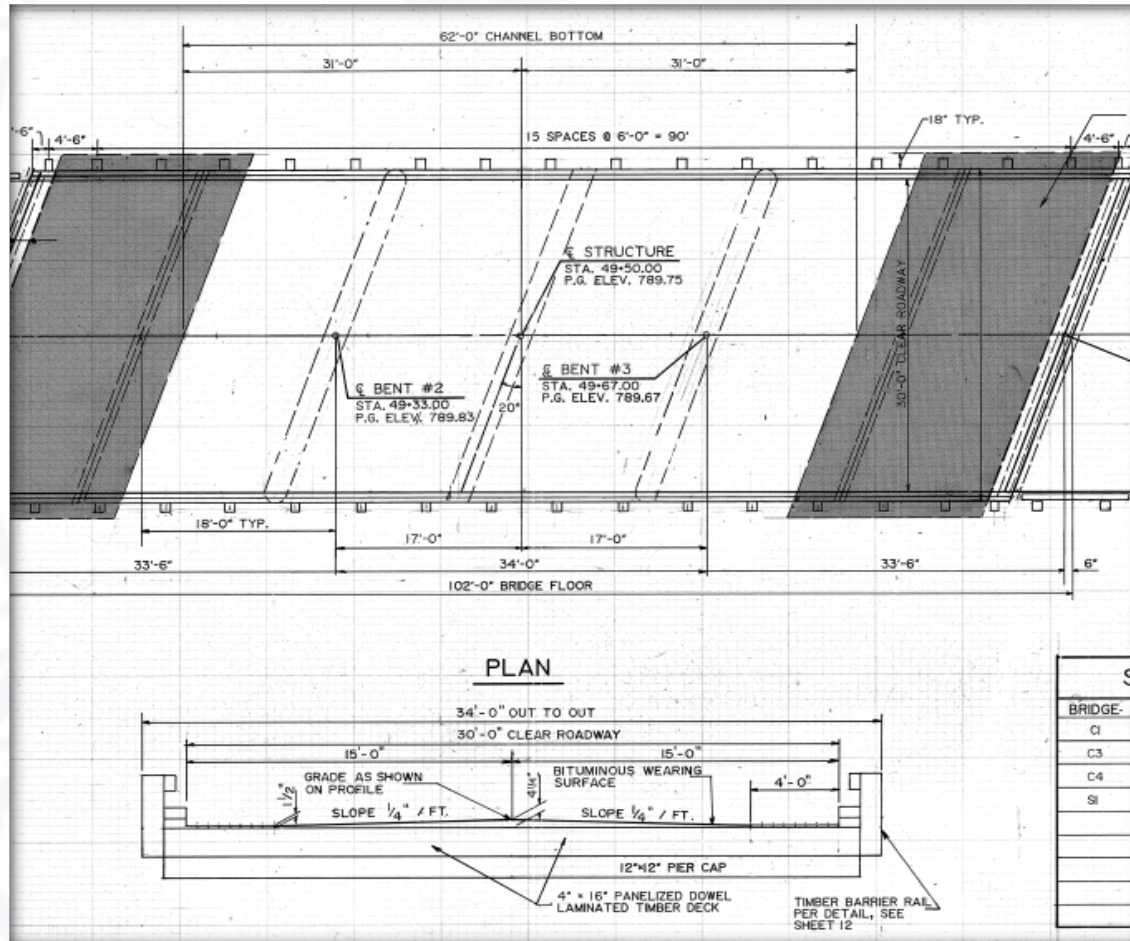 62'-0" CHANNEL BOTTOM
31'-0"
31'-0"
'-6"
4'-6"
15 SPACES @ 6'-0" = 90'
18" TYP.
4'-6"
℄ STRUCTURE
STA. 49+50.00
P.G. ELEV. 789.75
30'-0" CLEAR ROADWAY
℄ BENT #2
STA. 49+33.00
P.G. ELEV. 789.83
20°
℄ BENT #3
STA. 49+67.00
P.G. ELEV. 789.67
18'-0" TYP.
17'-0"
17'-0"
33'-6"
34'-0"
33'-6"
6"
102'-0" BRIDGE FLOOR
PLAN
34'-0" OUT TO OUT
30'-0" CLEAR ROADWAY
15'-0"
15'-0"
GRADE AS SHOWN
ON PROFILE
BITUMINOUS WEARING
SURFACE
4'-0"
1½"
4¼"
SLOPE ¼" / FT.
SLOPE ¼" / FT.
12"x12" PIER CAP
4" x 16" PANELIZED DOWEL
LAMINATED TIMBER DECK
TIMBER BARRIER RAIL
PER DETAIL, SEE
SHEET 12
S
BRIDGE-
C1
C3
C4
S1